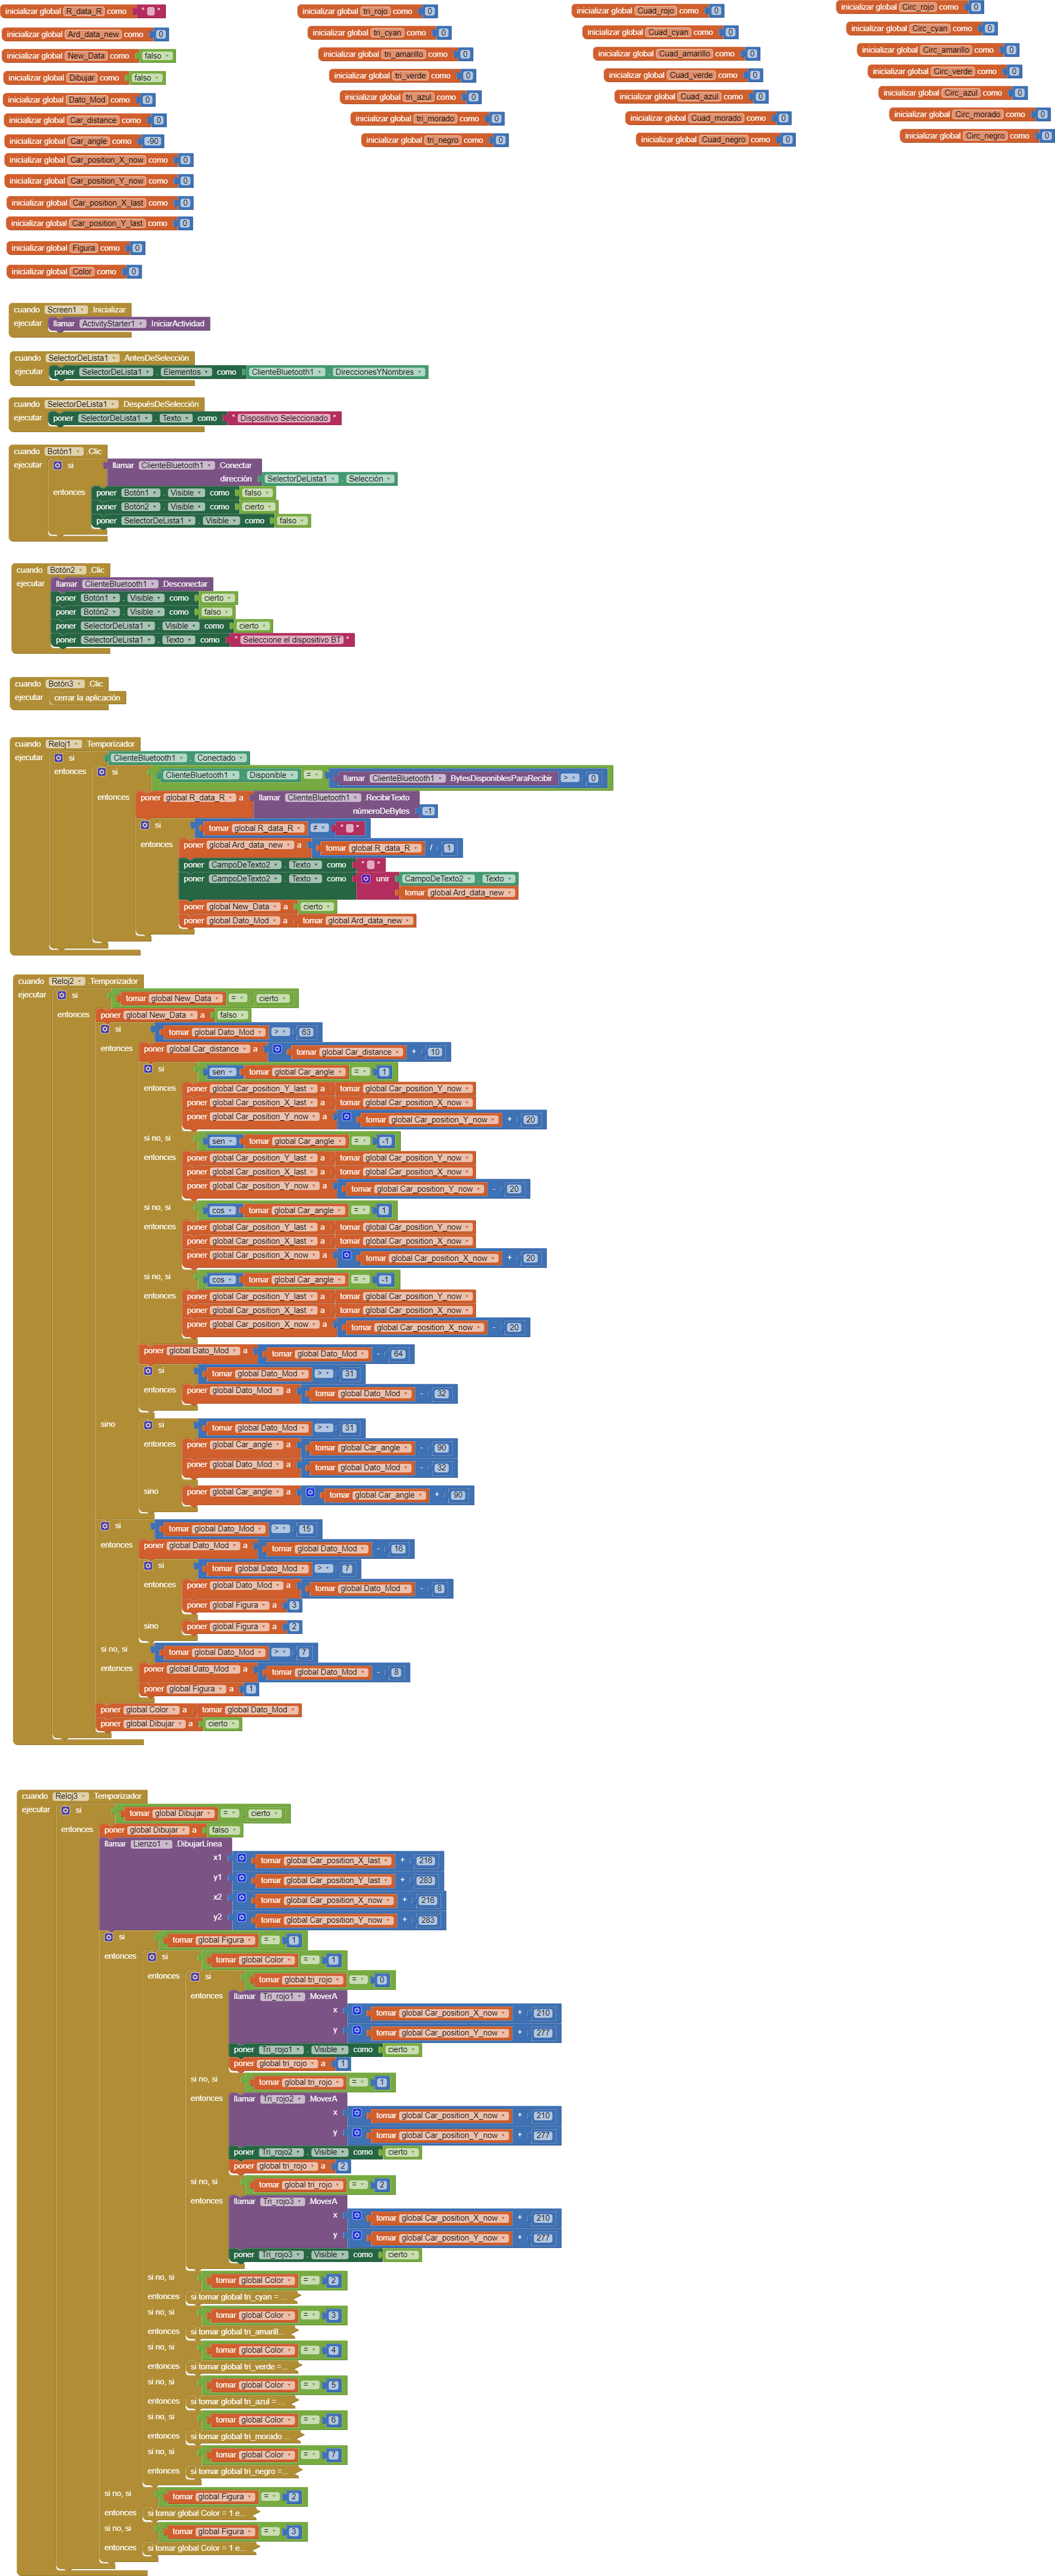 inicializar global R_data_R como " "
inicializar global Ard_data_new como 0
inicializar global New_Data como falso
inicializar global Dibujar como falso
inicializar global Dato_Mod como 0
inicializar global Car_distance como 0
inicializar global Car_angle como -90
inicializar global Car_position_X_now como 0
inicializar global Car_position_Y_now como 0
inicializar global Car_position_X_last como 0
inicializar global Car_position_Y_last como 0
inicializar global Figura como 0
inicializar global Color como 0
inicializar global tri_rojo como 0
inicializar global tri_cyan como 0
inicializar global tri_amarillo como 0
inicializar global tri_verde como 0
inicializar global tri_azul como 0
inicializar global tri_morado como 0
inicializar global tri_negro como 0
inicializar global Cuad_rojo como 0
inicializar global Cuad_cyan como 0
inicializar global Cuad_amarillo como 0
inicializar global Cuad_verde como 0
inicializar global Cuad_azul como 0
inicializar global Cuad_morado como 0
inicializar global Cuad_negro como 0
inicializar global Circ_rojo como 0
inicializar global Circ_cyan como 0
inicializar global Circ_amarillo como 0
inicializar global Circ_verde como 0
inicializar global Circ_azul como 0
inicializar global Circ_morado como 0
inicializar global Circ_negro como 0
cuando Screen1 .Inicializar
ejecutar llamar ActivityStarter1 .IniciarActividad
cuando SelectorDeLista1 .AntesDeSelección
ejecutar poner SelectorDeLista1 . Elementos como ClienteBluetooth1 . DireccionesYNombres
cuando SelectorDeLista1 .DespuésDeSelección
ejecutar poner SelectorDeLista1 . Texto como " Dispositivo Seleccionado "
cuando Botón1 .Clic
ejecutar si llamar ClienteBluetooth1 .Conectar
dirección SelectorDeLista1 . Selección
entonces poner Botón1 . Visible como falso
poner Botón2 . Visible como cierto
poner SelectorDeLista1 . Visible como falso
cuando Botón2 .Clic
ejecutar llamar ClienteBluetooth1 .Desconectar
poner Botón1 . Visible como cierto
poner Botón2 . Visible como falso
poner SelectorDeLista1 . Visible como cierto
poner SelectorDeLista1 . Texto como " Seleccione el dispositivo BT "
cuando Botón3 .Clic
ejecutar cerrar la aplicación
cuando Reloj1 .Temporizador
ejecutar si ClienteBluetooth1 . Conectado
entonces si ClienteBluetooth1 . Disponible = llamar ClienteBluetooth1 .BytesDisponiblesParaRecibir > 0
entonces poner global R_data_R a llamar ClienteBluetooth1 .RecibirTexto
númeroDeBytes -1
si tomar global R_data_R ≠ " "
entonces poner global Ard_data_new a tomar global R_data_R / 1
poner CampoDeTexto2 . Texto como " "
poner CampoDeTexto2 . Texto como unir CampoDeTexto2 . Texto
tomar global Ard_data_new
poner global New_Data a cierto
poner global Dato_Mod a tomar global Ard_data_new
cuando Reloj2 .Temporizador
ejecutar si tomar global New_Data = cierto
entonces poner global New_Data a falso
si tomar global Dato_Mod > 63
entonces poner global Car_distance a tomar global Car_distance + 10
si sen tomar global Car_angle = 1
entonces poner global Car_position_Y_last a tomar global Car_position_Y_now
poner global Car_position_X_last a tomar global Car_position_X_now
poner global Car_position_Y_now a tomar global Car_position_Y_now + 20
si no, si sen tomar global Car_angle = -1
entonces poner global Car_position_Y_last a tomar global Car_position_Y_now
poner global Car_position_X_last a tomar global Car_position_X_now
poner global Car_position_Y_now a tomar global Car_position_Y_now - 20
si no, si cos tomar global Car_angle = 1
entonces poner global Car_position_Y_last a tomar global Car_position_Y_now
poner global Car_position_X_last a tomar global Car_position_X_now
poner global Car_position_X_now a tomar global Car_position_X_now + 20
si no, si cos tomar global Car_angle = -1
entonces poner global Car_position_Y_last a tomar global Car_position_Y_now
poner global Car_position_X_last a tomar global Car_position_X_now
poner global Car_position_X_now a tomar global Car_position_X_now - 20
poner global Dato_Mod a tomar global Dato_Mod - 64
si tomar global Dato_Mod > 31
entonces poner global Dato_Mod a tomar global Dato_Mod - 32
sino si tomar global Dato_Mod > 31
entonces poner global Car_angle a tomar global Car_angle - 90
poner global Dato_Mod a tomar global Dato_Mod - 32
sino poner global Car_angle a tomar global Car_angle + 90
si tomar global Dato_Mod > 15
entonces poner global Dato_Mod a tomar global Dato_Mod - 16
si tomar global Dato_Mod > 7
entonces poner global Dato_Mod a tomar global Dato_Mod - 8
poner global Figura a 3
sino poner global Figura a 2
si no, si tomar global Dato_Mod > 7
entonces poner global Dato_Mod a tomar global Dato_Mod - 8
poner global Figura a 1
poner global Color a tomar global Dato_Mod
poner global Dibujar a cierto
cuando Reloj3 .Temporizador
ejecutar si tomar global Dibujar = cierto
entonces poner global Dibujar a falso
llamar Lienzo1 .DibujarLínea
x1 tomar global Car_position_X_last + 216
y1 tomar global Car_position_Y_last + 283
x2 tomar global Car_position_X_now + 216
y2 tomar global Car_position_Y_now + 283
si tomar global Figura = 1
entonces si tomar global Color = 1
entonces si tomar global tri_rojo = 0
entonces llamar Tri_rojo1 .MoverA
x tomar global Car_position_X_now + 210
y tomar global Car_position_Y_now + 277
poner Tri_rojo1 . Visible como cierto
poner global tri_rojo a 1
si no, si tomar global tri_rojo = 1
entonces llamar Tri_rojo2 .MoverA
x tomar global Car_position_X_now + 210
y tomar global Car_position_Y_now + 277
poner Tri_rojo2 . Visible como cierto
poner global tri_rojo a 2
si no, si tomar global tri_rojo = 2
entonces llamar Tri_rojo3 .MoverA
x tomar global Car_position_X_now + 210
y tomar global Car_position_Y_now + 277
poner Tri_rojo3 . Visible como cierto
si no, si tomar global Color = 2
entonces si tomar global tri_cyan = ...
si no, si tomar global Color = 3
entonces si tomar global tri_amarill...
si no, si tomar global Color = 4
entonces si tomar global tri_verde =...
si no, si tomar global Color = 5
entonces si tomar global tri_azul = ...
si no, si tomar global Color = 6
entonces si tomar global tri_morado ...
si no, si tomar global Color = 7
entonces si tomar global tri_negro =...
si no, si tomar global Figura = 2
entonces si tomar global Color = 1 e...
si no, si tomar global Figura = 3
entonces si tomar global Color = 1 e...